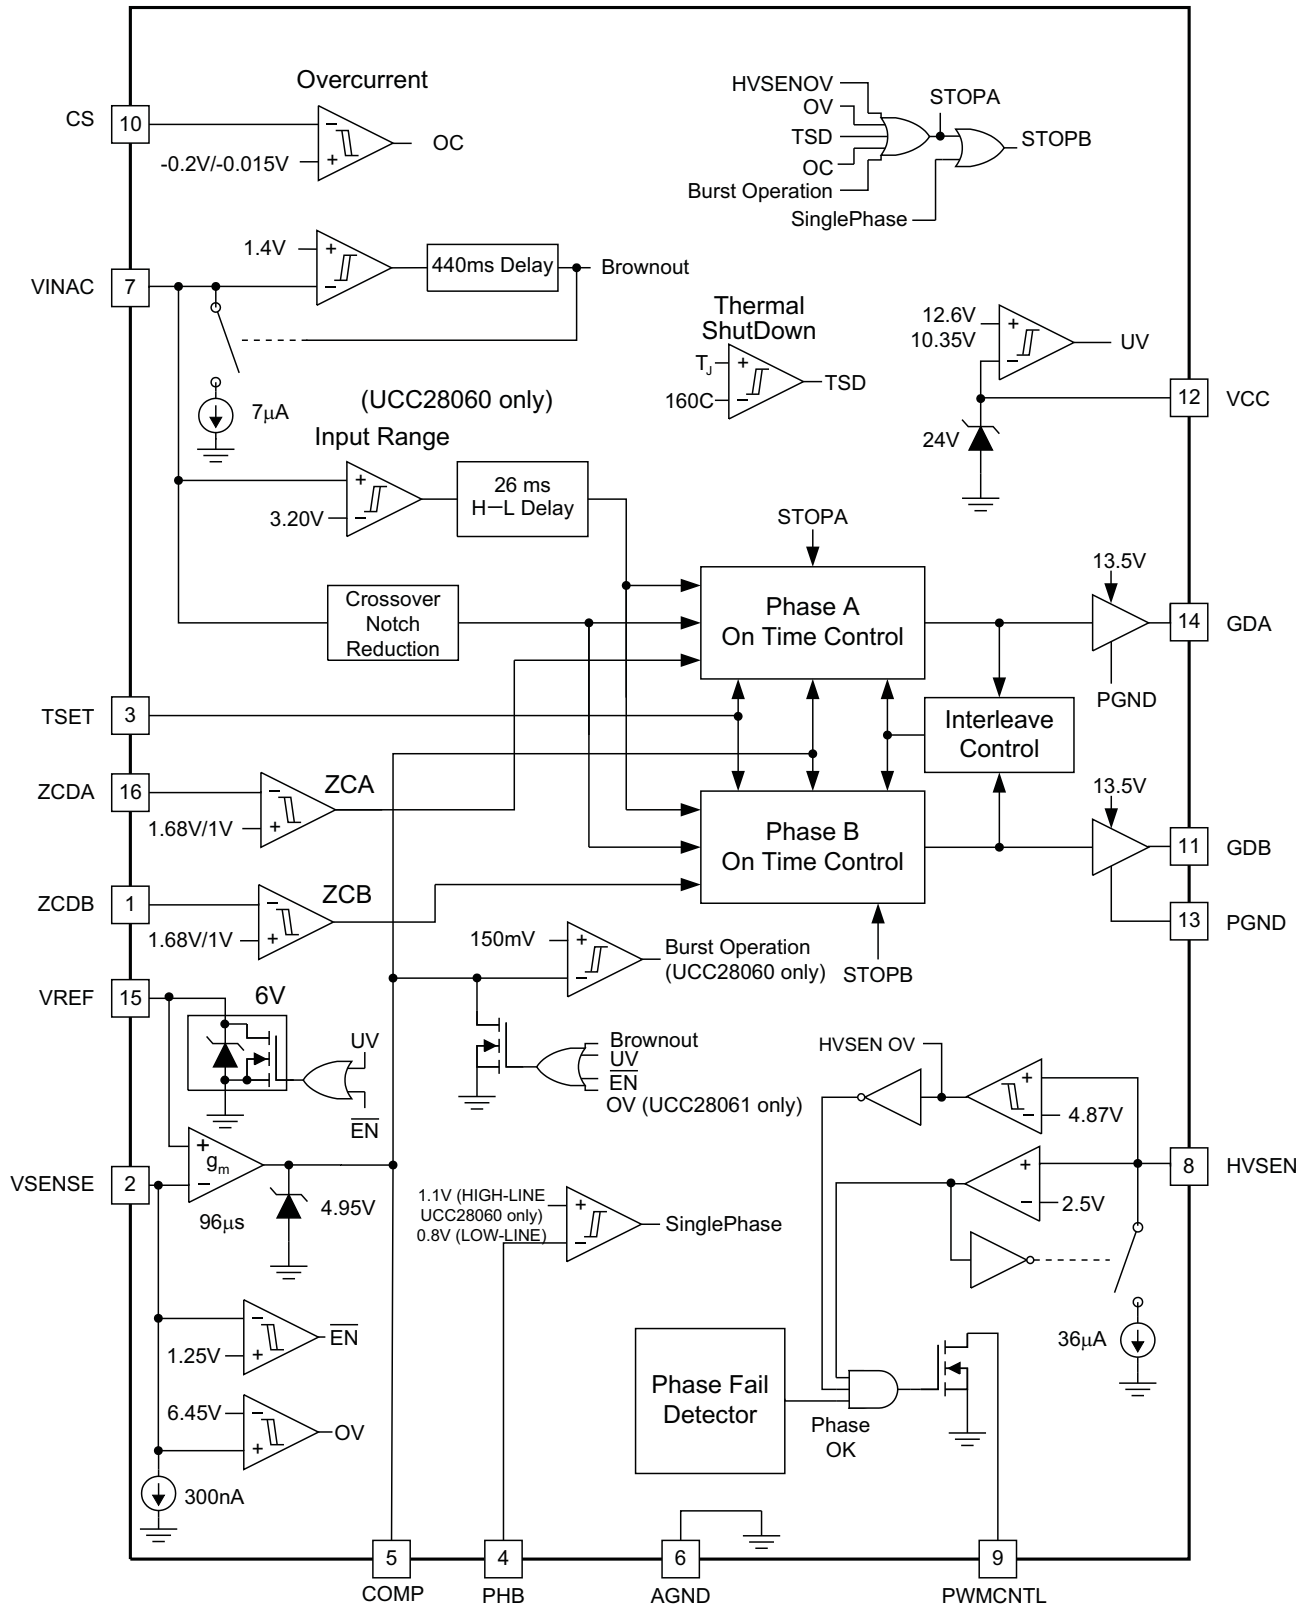 Overcurrent
CS
10
−
+
-0.2V/-0.015V
OC
HVSENOV
OV
TSD
OC
Burst Operation
SinglePhase
STOPA
STOPB
VINAC
7
1.4V
+
−
440ms Delay
Brownout
7µA
(UCC28060 only)
Input Range
+
−
3.20V
26 ms
H–L Delay
Thermal
ShutDown
TJ
+
−
160C
TSD
12.6V
10.35V
+
−
UV
12
VCC
24V
Crossover
Notch
Reduction
STOPA
Phase A
On Time Control
13.5V
14
GDA
PGND
TSET
3
Interleave
Control
ZCDA
16
−
+
1.68V/1V
ZCA
Phase B
On Time Control
13.5V
11
GDB
13
PGND
STOPB
ZCDB
1
−
+
1.68V/1V
ZCB
150mV
+
−
Burst Operation
(UCC28060 only)
VREF
15
6V
UV
E̅N̅
Brownout
UV
E̅N̅
OV (UCC28061 only)
HVSEN OV
+
−
4.87V
8
HVSEN
+
−
2.5V
36µA
VSENSE
2
+
gm
−
96µs
4.95V
1.1V (HIGH-LINE
UCC28060 only)
0.8V (LOW-LINE)
+
−
SinglePhase
−
+
1.25V
E̅N̅
6.45V
−
+
OV
300nA
Phase Fail
Detector
Phase
OK
5
COMP
4
PHB
6
AGND
9
PWMCNTL